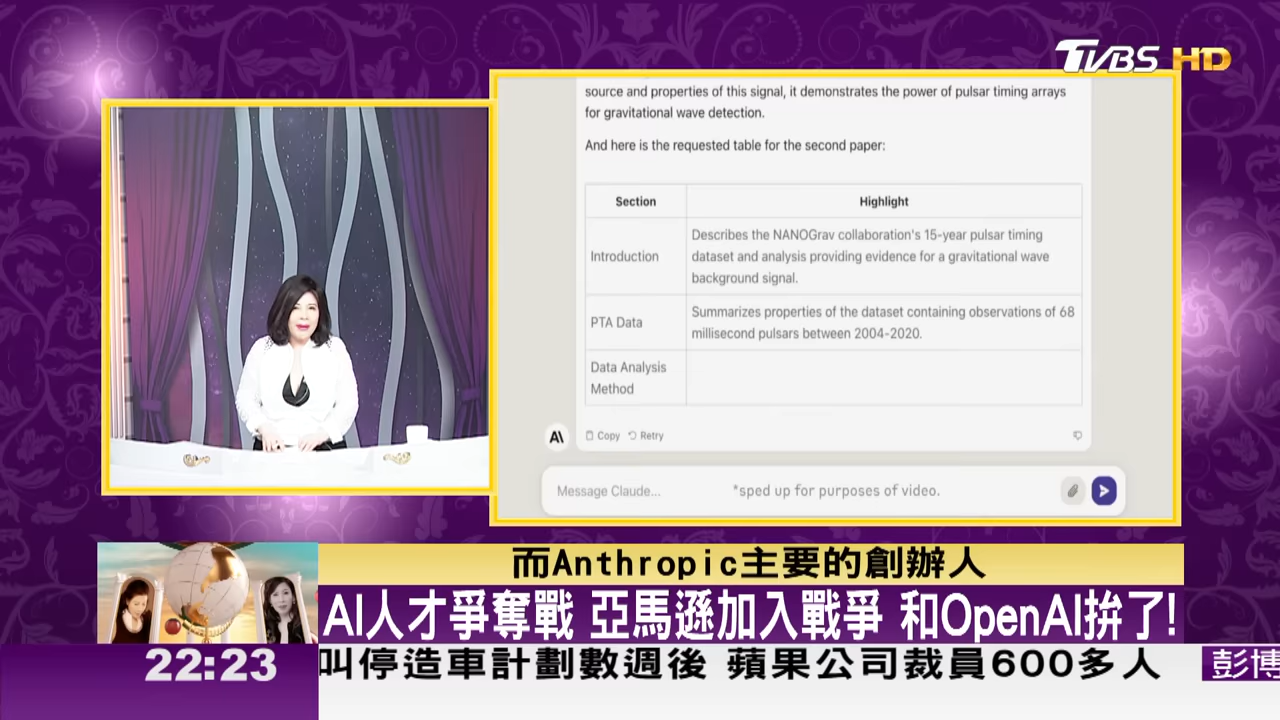 TVBS HD
source and properties of this signal, it demonstrates the power of pulsar timing arrays
for gravitational wave detection.
And here is the requested table for the second paper:
Section Highlight
Introduction
Describes the NANOGrav collaboration's 15-year pulsar timing
dataset and analysis providing evidence for a gravitational wave
background signal.
PTA Data
Summarizes properties of the dataset containing observations of 68
millisecond pulsars between 2004-2020.
Data Analysis
Method
Copy Retry
Message Claude... *sped up for purposes of video.
而Anthropic主要的創辦人
AI人才爭奪戰 亞馬遜加入戰爭 和OpenAI拚了!
22:23 叫停造車計劃數週後 蘋果公司裁員600多人 彭博